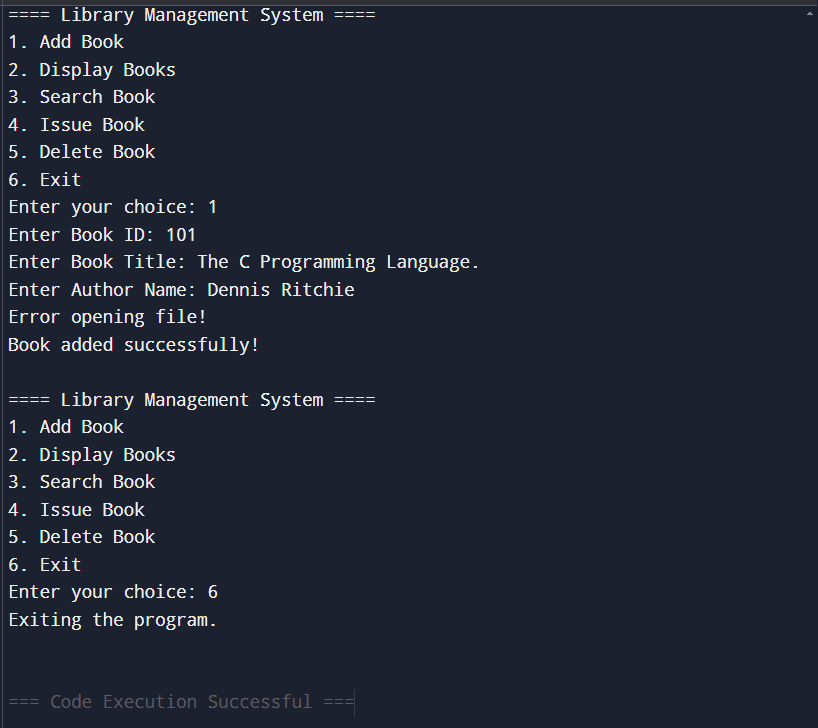 ==== Library Management System ====
1. Add Book
2. Display Books
3. Search Book
4. Issue Book
5. Delete Book
6. Exit
Enter your choice: 1
Enter Book ID: 101
Enter Book Title: The C Programming Language.
Enter Author Name: Dennis Ritchie
Error opening file!
Book added successfully!

==== Library Management System ====
1. Add Book
2. Display Books
3. Search Book
4. Issue Book
5. Delete Book
6. Exit
Enter your choice: 6
Exiting the program.

=== Code Execution Successful ===